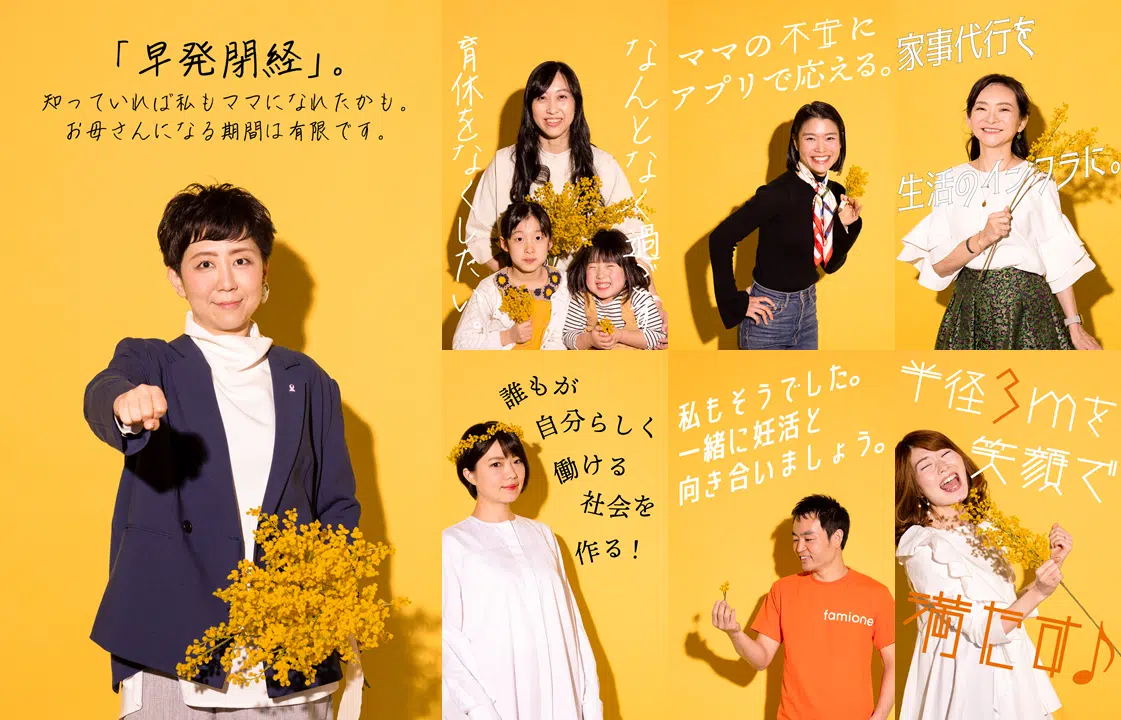 「早発閉経」。
知っていれば私もママになれたかも。
お母さんになる期間は有限です。
なんとなく過ご
育休をなくしたい。
ママの不安に
アプリで応える。
家事代行を
生活のインフラに。
誰もが
自分らしく
働ける
社会を
作る！
私もそうでした。
一緒に妊活と
向き合いましょう。
famione
半径3mを
笑顔で
満たす♪